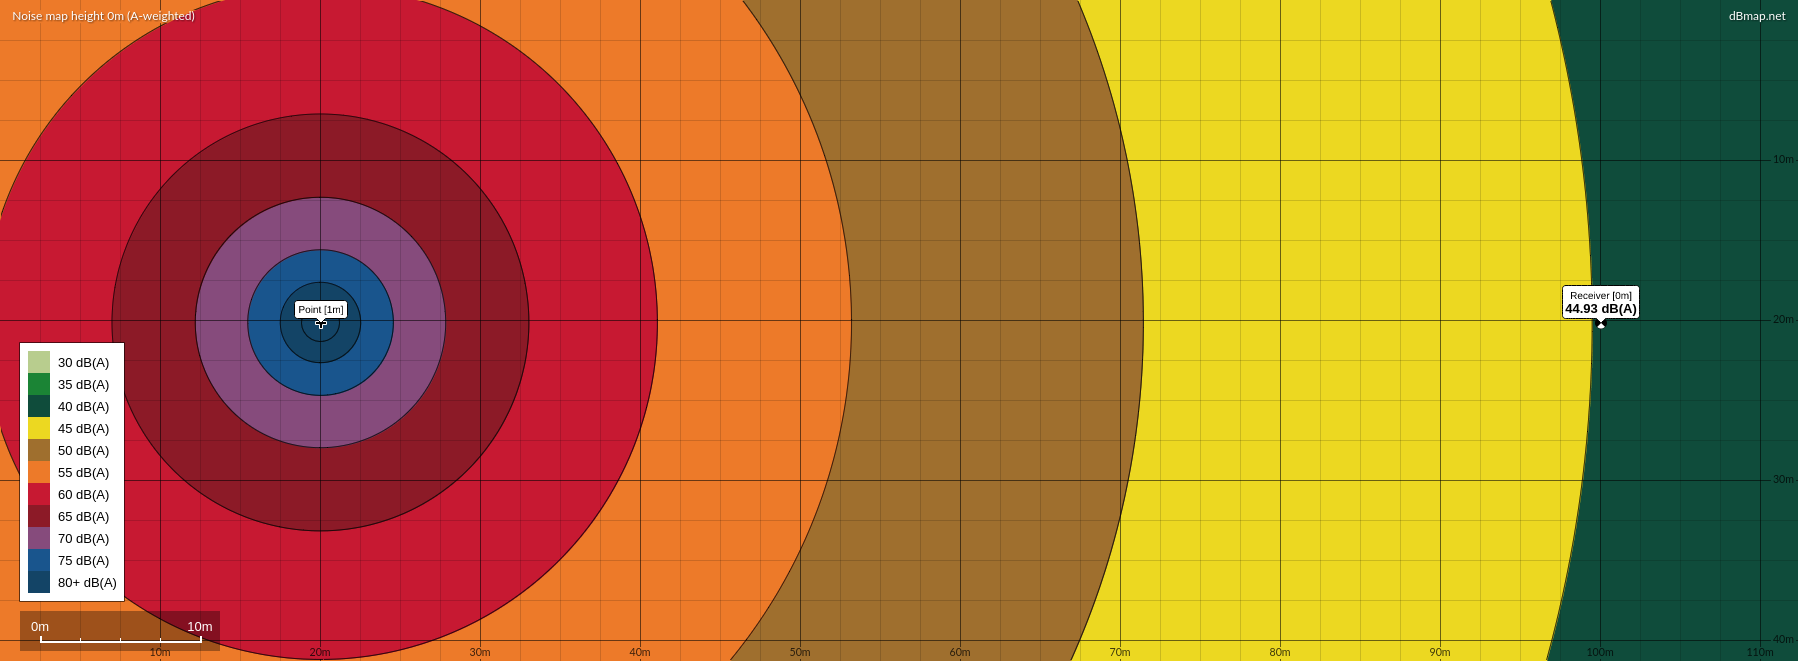 Noise map height 0m (A-weighted)
dBmap.net
10m
Receiver [0m]
44.93 dB(A)
Point [1m]
20m
30 dB(A)
35 dB(A)
40 dB(A)
45 dB(A)
50 dB(A)
55 dB(A)
60 dB(A)
65 dB(A)
70 dB(A)
75 dB(A)
80+ dB(A)
30m
0m 10m
40m
10m 20m 30m 40m 50m 60m 70m 80m 90m 100m 110m